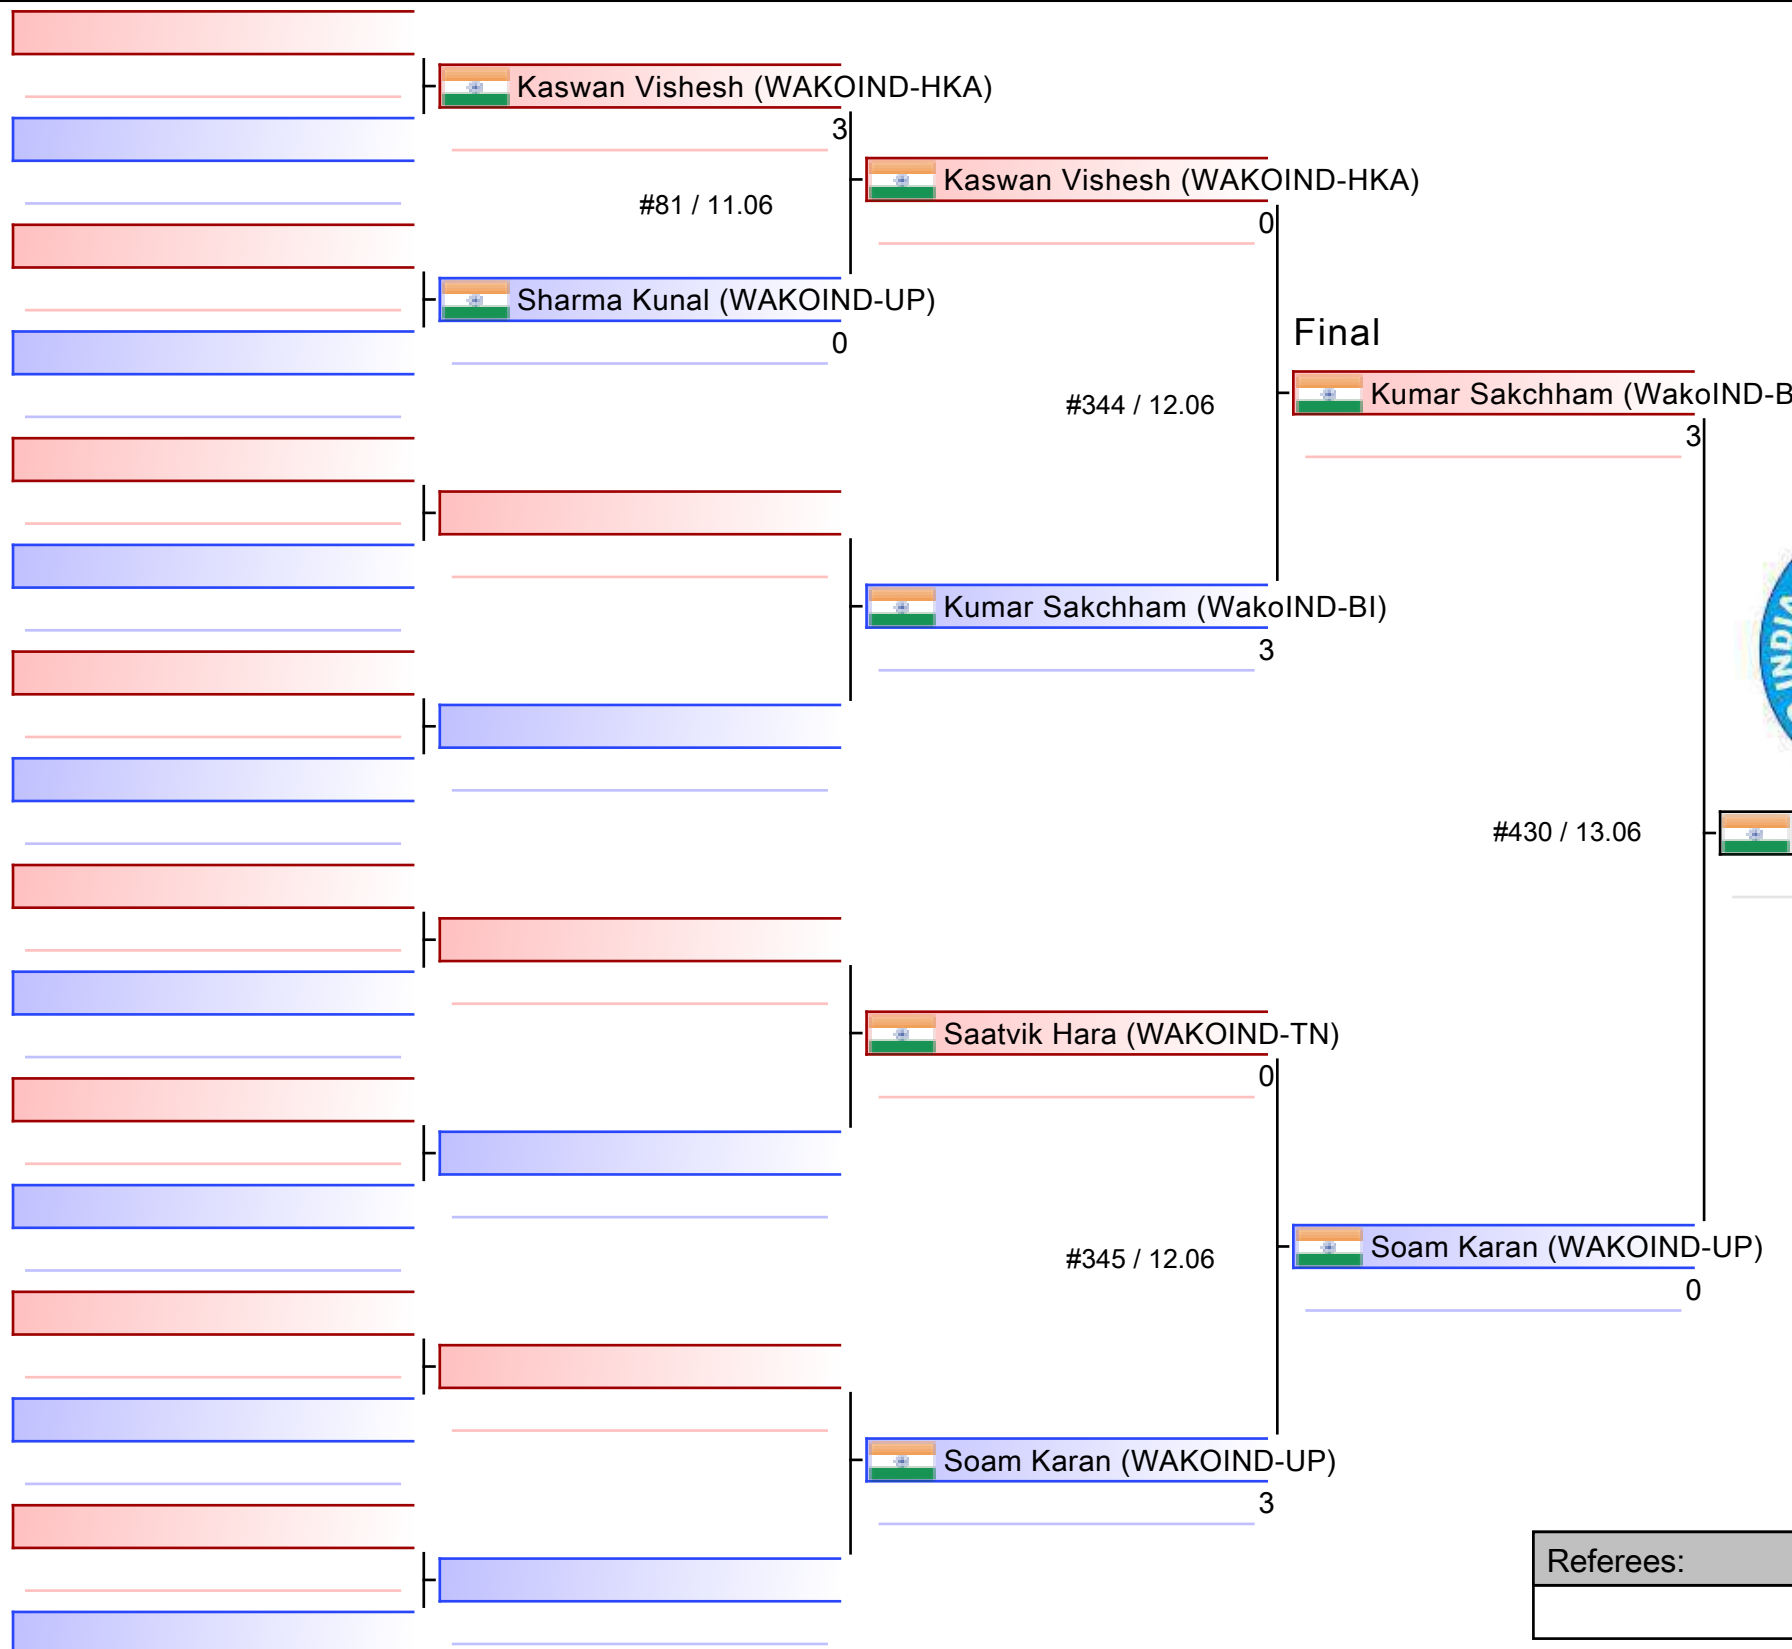 Kaswan Vishesh (WAKOIND-HKA)
3
Kaswan Vishesh (WAKOIND-HKA)
#81 / 11.06
0
Sharma Kunal (WAKOIND-UP)
0
Final
Kumar Sakchham (WakoIND-B
#344 / 12.06
3
Kumar Sakchham (WakoIND-BI)
3
INDIA
#430 / 13.06
Saatvik Hara (WAKOIND-TN)
0
Soam Karan (WAKOIND-UP)
#345 / 12.06
0
Soam Karan (WAKOIND-UP)
3
Referees: